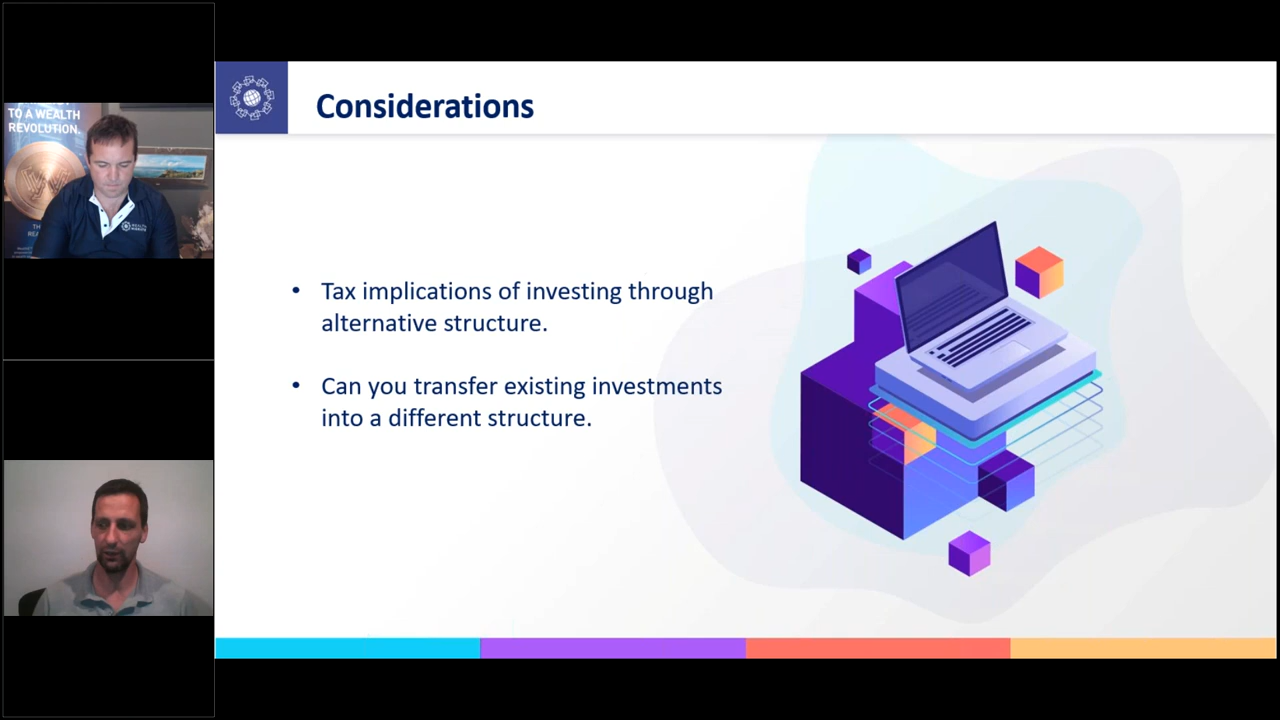 TO A WEALTH
REVOLUTION.
Considerations
• Tax implications of investing through
alternative structure.
• Can you transfer existing investments
into a different structure.